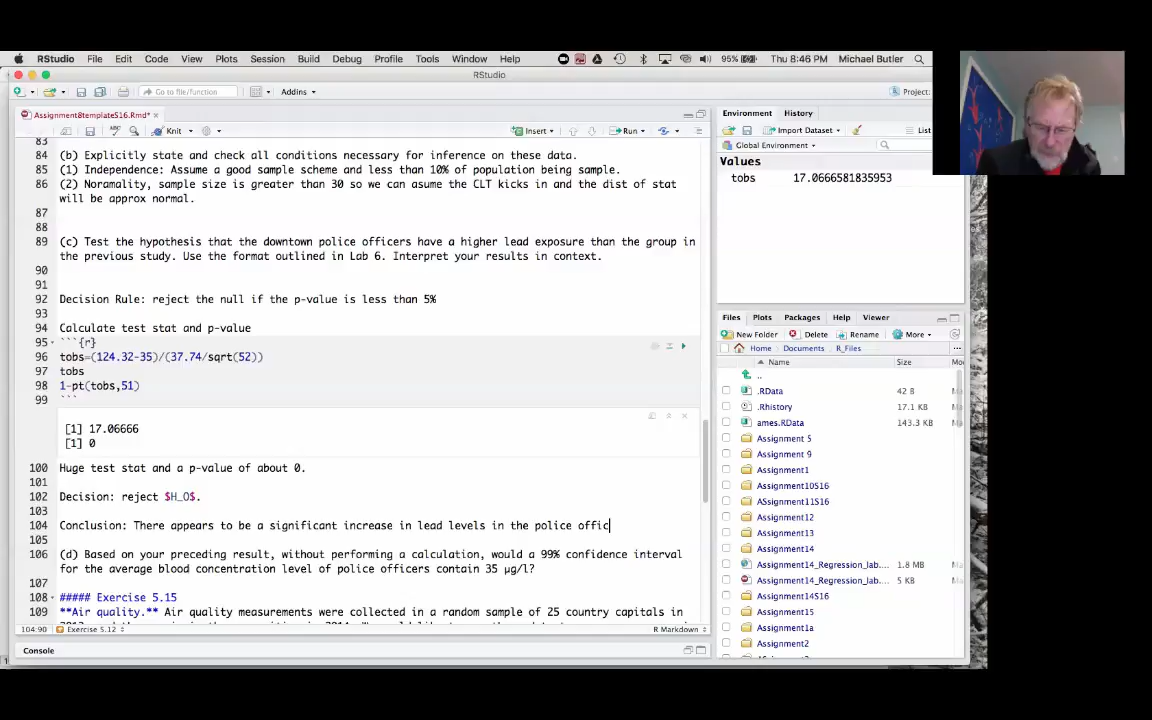 RStudio File Edit Code View Plots Session Build Debug Profile Tools Window Help 95% Thu 8:46 PM Michael Butler
RStudio
Go to file/function Addins Project:
Assignment8templateS16.Rmd*
Knit Insert Run
83
84 (b) Explicitly state and check all conditions necessary for inference on these data.
85 (1) Independence: Assume a good sample scheme and less than 10% of population being sample.
86 (2) Noramality, sample size is greater than 30 so we can asume the CLT kicks in and the dist of stat
will be approx normal.
87
88
89 (c) Test the hypothesis that the downtown police officers have a higher lead exposure than the group in
the previous study. Use the format outlined in Lab 6. Interpret your results in context.
90
91
92 Decision Rule: reject the null if the p-value is less than 5%
93
94 Calculate test stat and p-value
95 ```{r}
96 tobs=(124.32-35)/(37.74/sqrt(52))
97 tobs
98 1-pt(tobs,51)
99 ```
[1] 17.06666
[1] 0
100 Huge test stat and a p-value of about 0.
101
102 Decision: reject $H_O$.
103
104 Conclusion: There appears to be a significant increase in lead levels in the police offic
105
106 (d) Based on your preceding result, without performing a calculation, would a 99% confidence interval
for the average blood concentration level of police officers contain 35 µg/l?
107
108 ##### Exercise 5.15
109 **Air quality.** Air quality measurements were collected in a random sample of 25 country capitals in
104:90 Exercise 5.12 R Markdown
Console
Environment History
Import Dataset List
Global Environment
Values
tobs 17.0666581835953
Files Plots Packages Help Viewer
New Folder Delete Rename More
Home Documents R_Files
Name Size Mo
..
.RData 42 B
.Rhistory 17.1 KB
ames.RData 143.3 KB
Assignment 5
Assignment 9
Assignment1
Assignment10S16
ASsignment11S16
Assignment12
Assignment13
Assignment14
Assignment14_Regression_lab.... 1.8 MB
Assignment14_Regression_lab.... 5 KB
Assignment14S16
Assignment15
Assignment1a
Assignment2